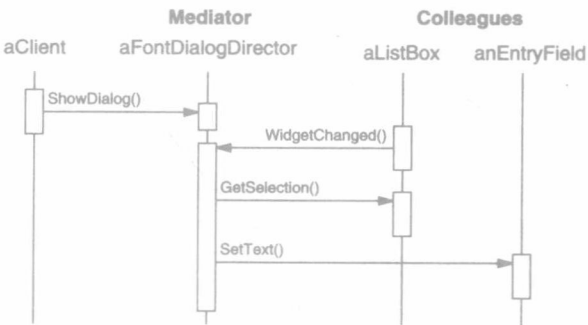 Mediator Colleagues
aClient aFontDialogDirector aListBox anEntryField
ShowDialog()
WidgetChanged()
GetSelection()
SetText()